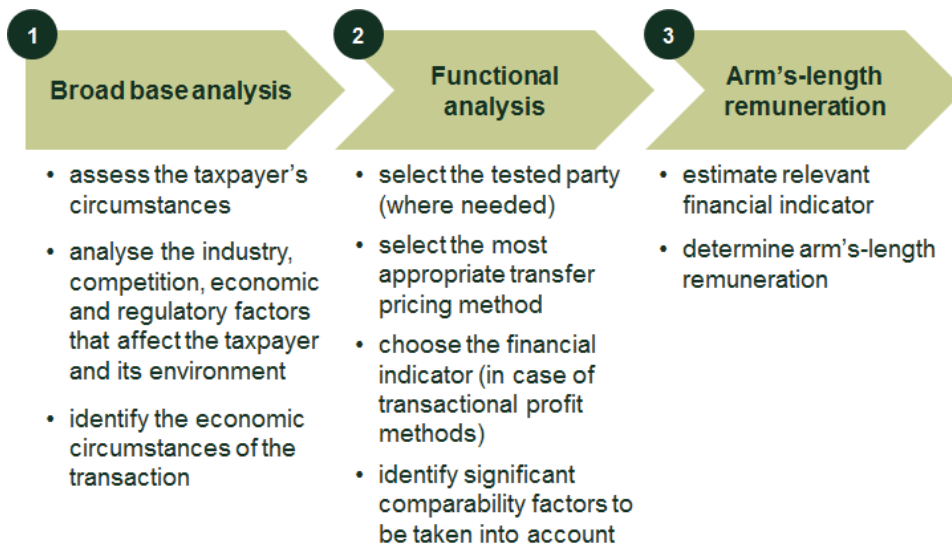 1
Broad base analysis
• assess the taxpayer's
circumstances
• analyse the industry,
competition, economic
and regulatory factors
that affect the taxpayer
and its environment
• identify the economic
circumstances of the
transaction
2
Functional
analysis
• select the tested party
(where needed)
• select the most
appropriate transfer
pricing method
• choose the financial
indicator (in case of
transactional profit
methods)
• identify significant
comparability factors to
be taken into account
3
Arm's-length
remuneration
• estimate relevant
financial indicator
• determine arm's-length
remuneration